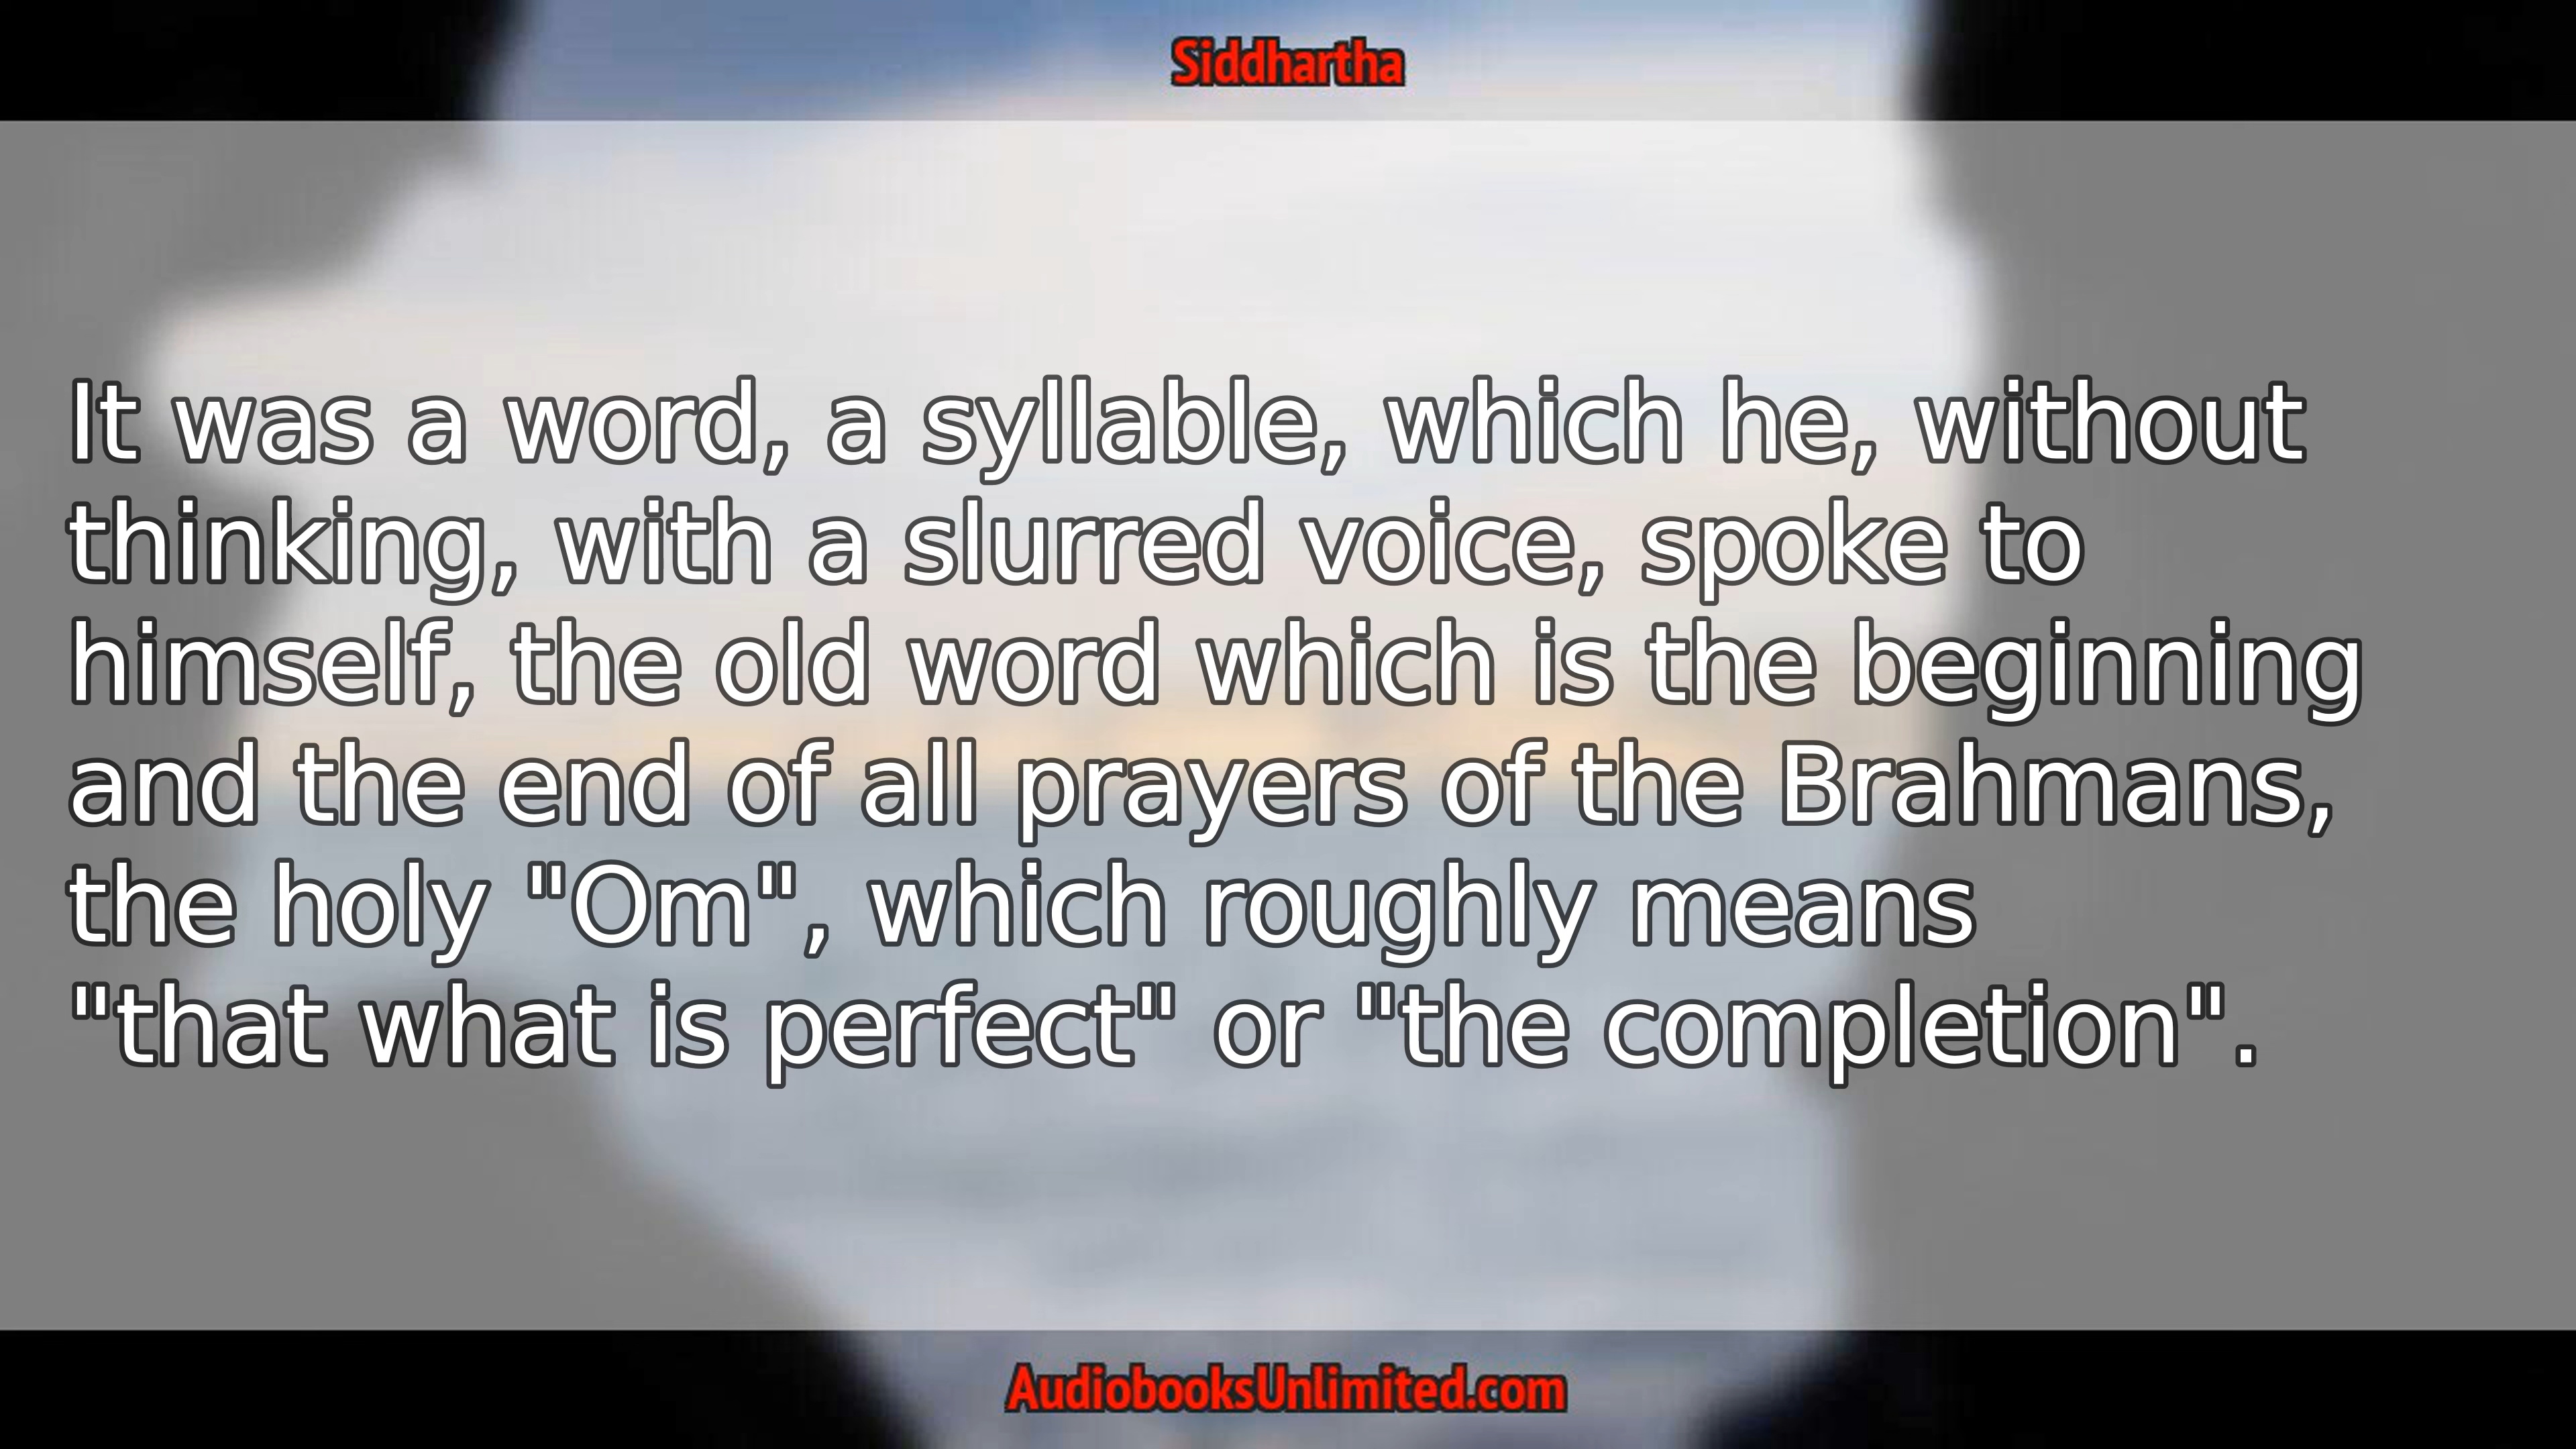 Siddhartha
It was a word, a syllable, which he, without
thinking, with a slurred voice, spoke to
himself, the old word which is the beginning
and the end of all prayers of the Brahmans,
the holy "Om", which roughly means
"that what is perfect" or "the completion".
AudiobooksUnlimited.com